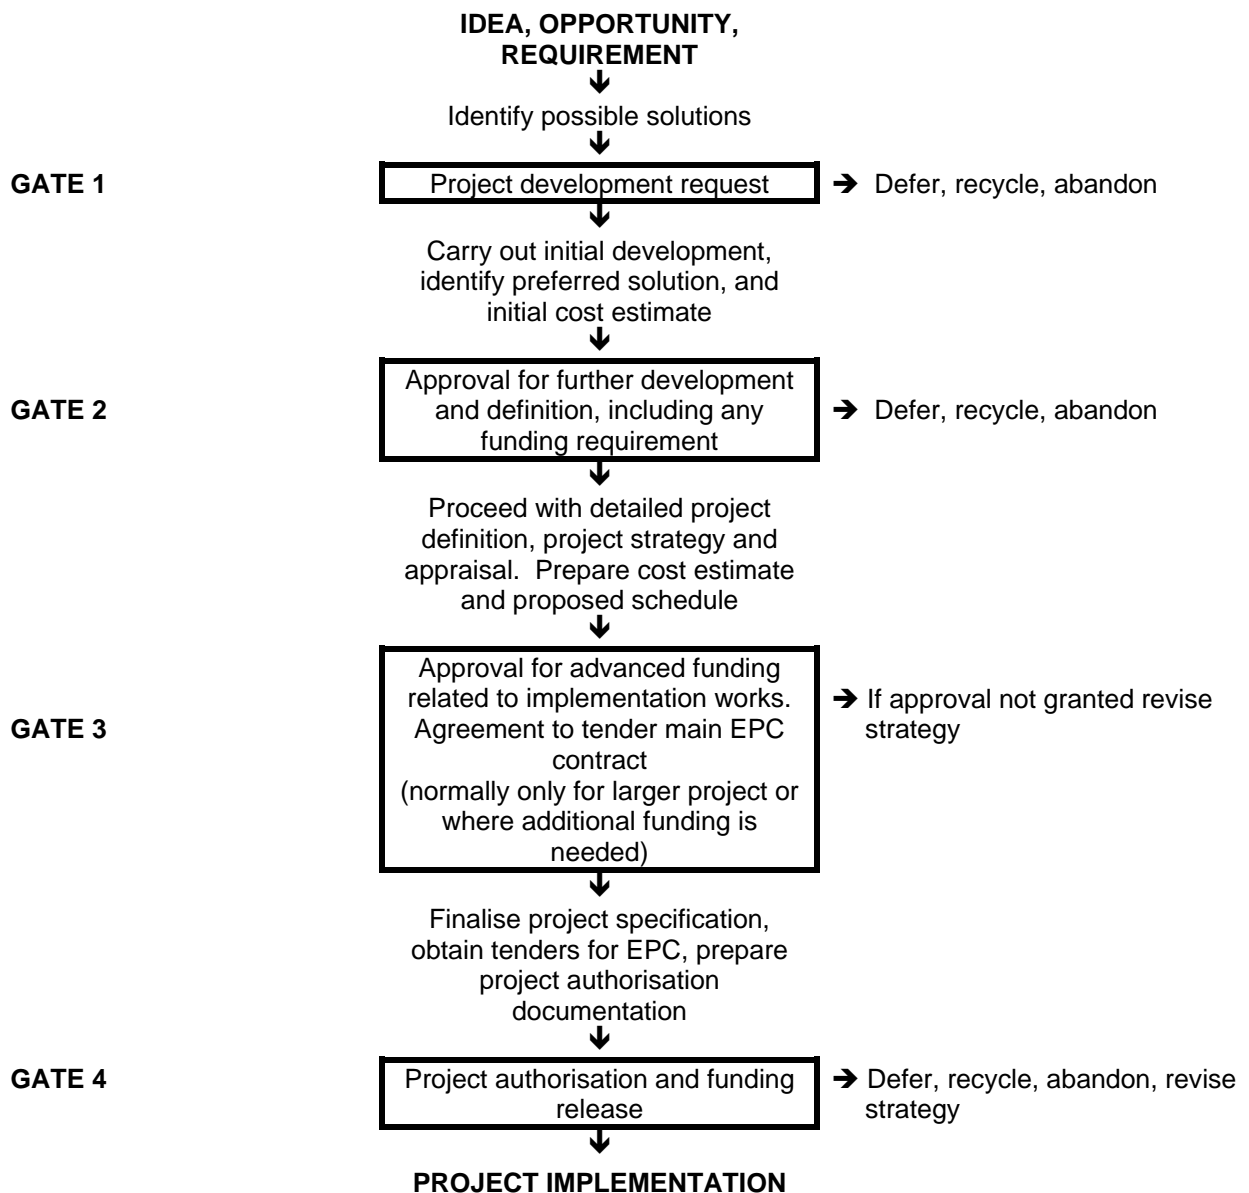 IDEA, OPPORTUNITY,
REQUIREMENT
Identify possible solutions
GATE 1
Project development request
Defer, recycle, abandon
Carry out initial development,
identify preferred solution, and
initial cost estimate
GATE 2
Approval for further development
and definition, including any
funding requirement
Defer, recycle, abandon
Proceed with detailed project
definition, project strategy and
appraisal.  Prepare cost estimate
and proposed schedule
GATE 3
Approval for advanced funding
related to implementation works.
Agreement to tender main EPC
contract
(normally only for larger project or
where additional funding is
needed)
If approval not granted revise
strategy
Finalise project specification,
obtain tenders for EPC, prepare
project authorisation
documentation
GATE 4
Project authorisation and funding
release
Defer, recycle, abandon, revise
strategy
PROJECT IMPLEMENTATION